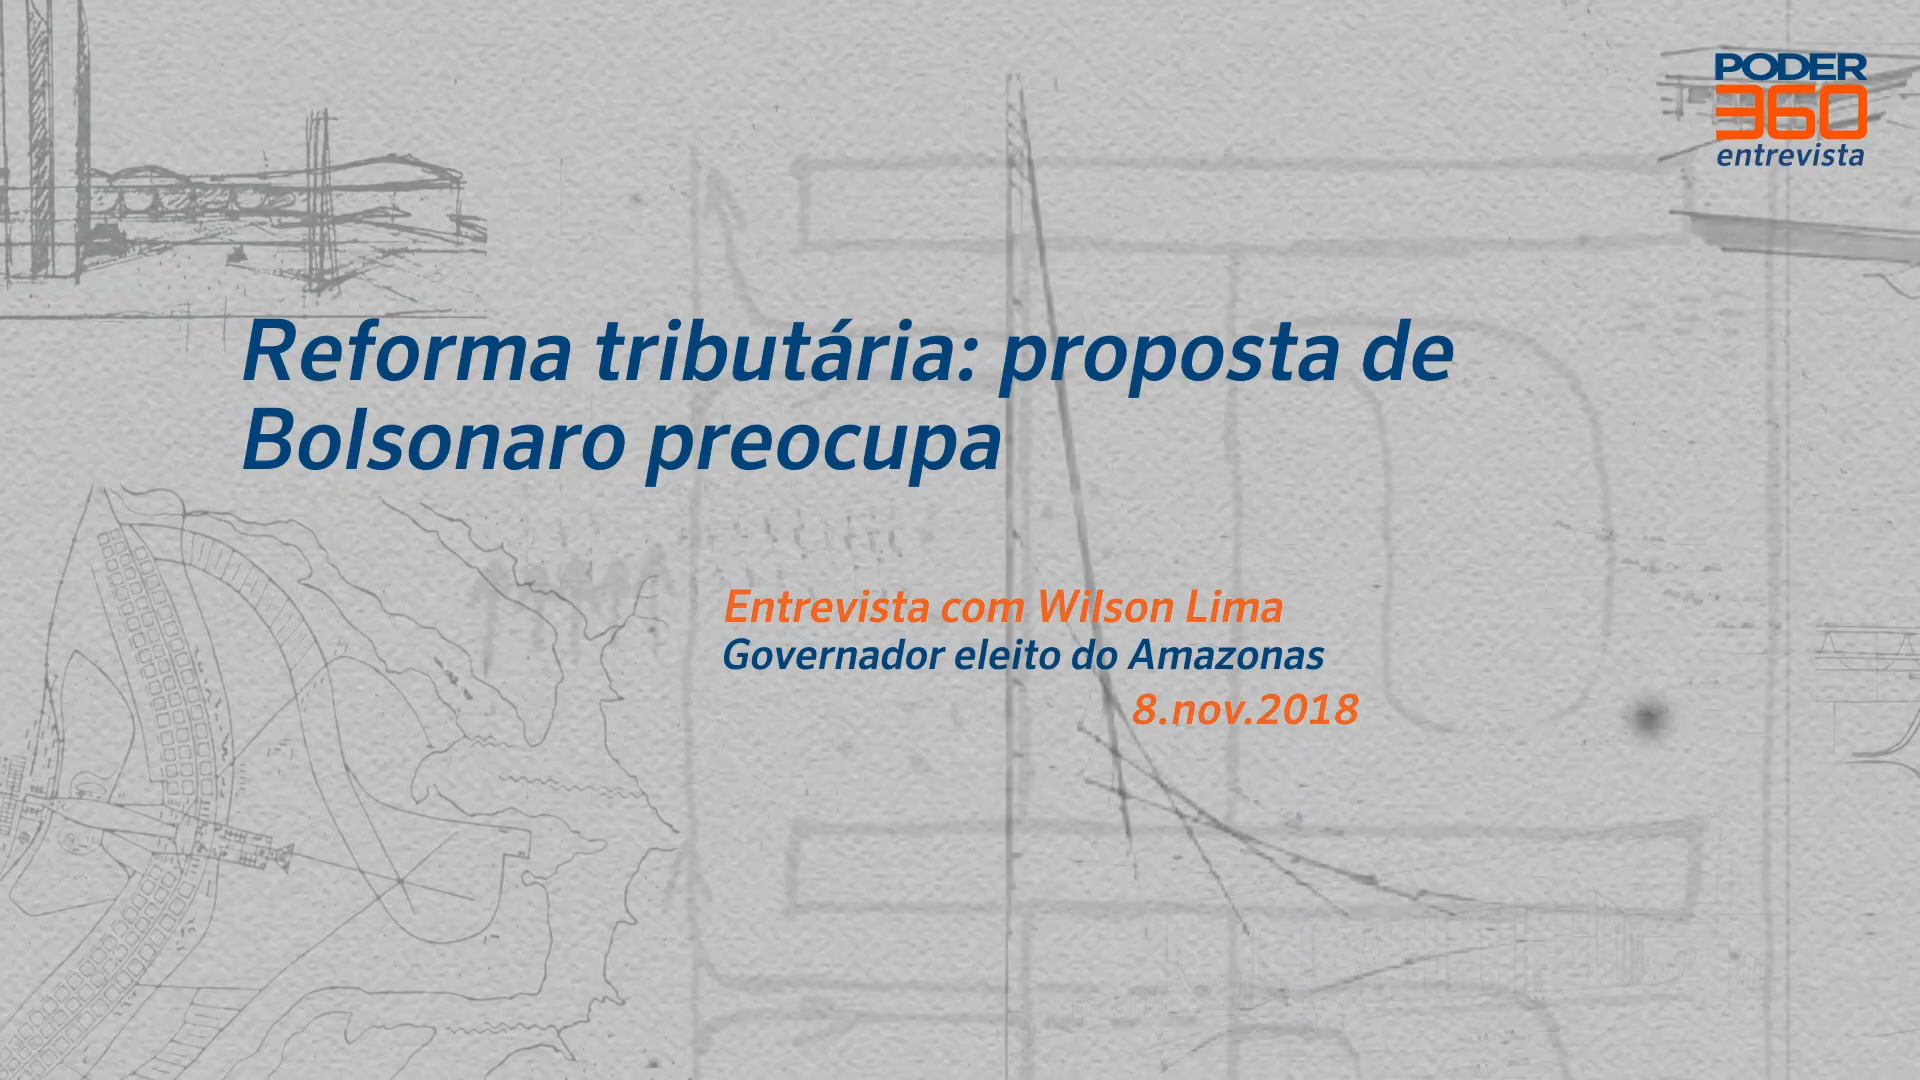 PODER
360
entrevista
Reforma tributária: proposta de
Bolsonaro preocupa
Entrevista com Wilson Lima
Governador eleito do Amazonas
8.nov.2018